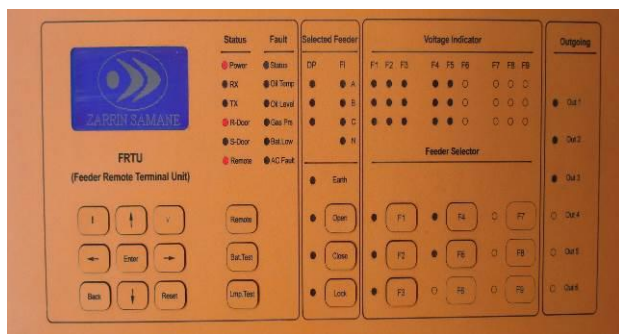 ZARRIN SAMANE
FRTU
(Feeder Remote Terminal Unit)
I
Enter
Back
Reset
Status
Power
RX
TX
R-Door
S-Door
Remote
Remote
Bat.Test
Lmp.Test
Fault
Status
Oil Temp
Oil Level
Gas Prs
Bat.Low
AC Fault
Selected Feeder
DP FI
A
B
C
N
Earth
Open
Close
Lock
Voltage Indicator
F1 F2 F3 F4 F5 F6 F7 F8 F9
Feeder Selector
F1 F4 F7
F2 F5 F8
F3 F6 F9
Outgoing
Out 1
Out 2
Out 3
Out 4
Out 5
Out 6